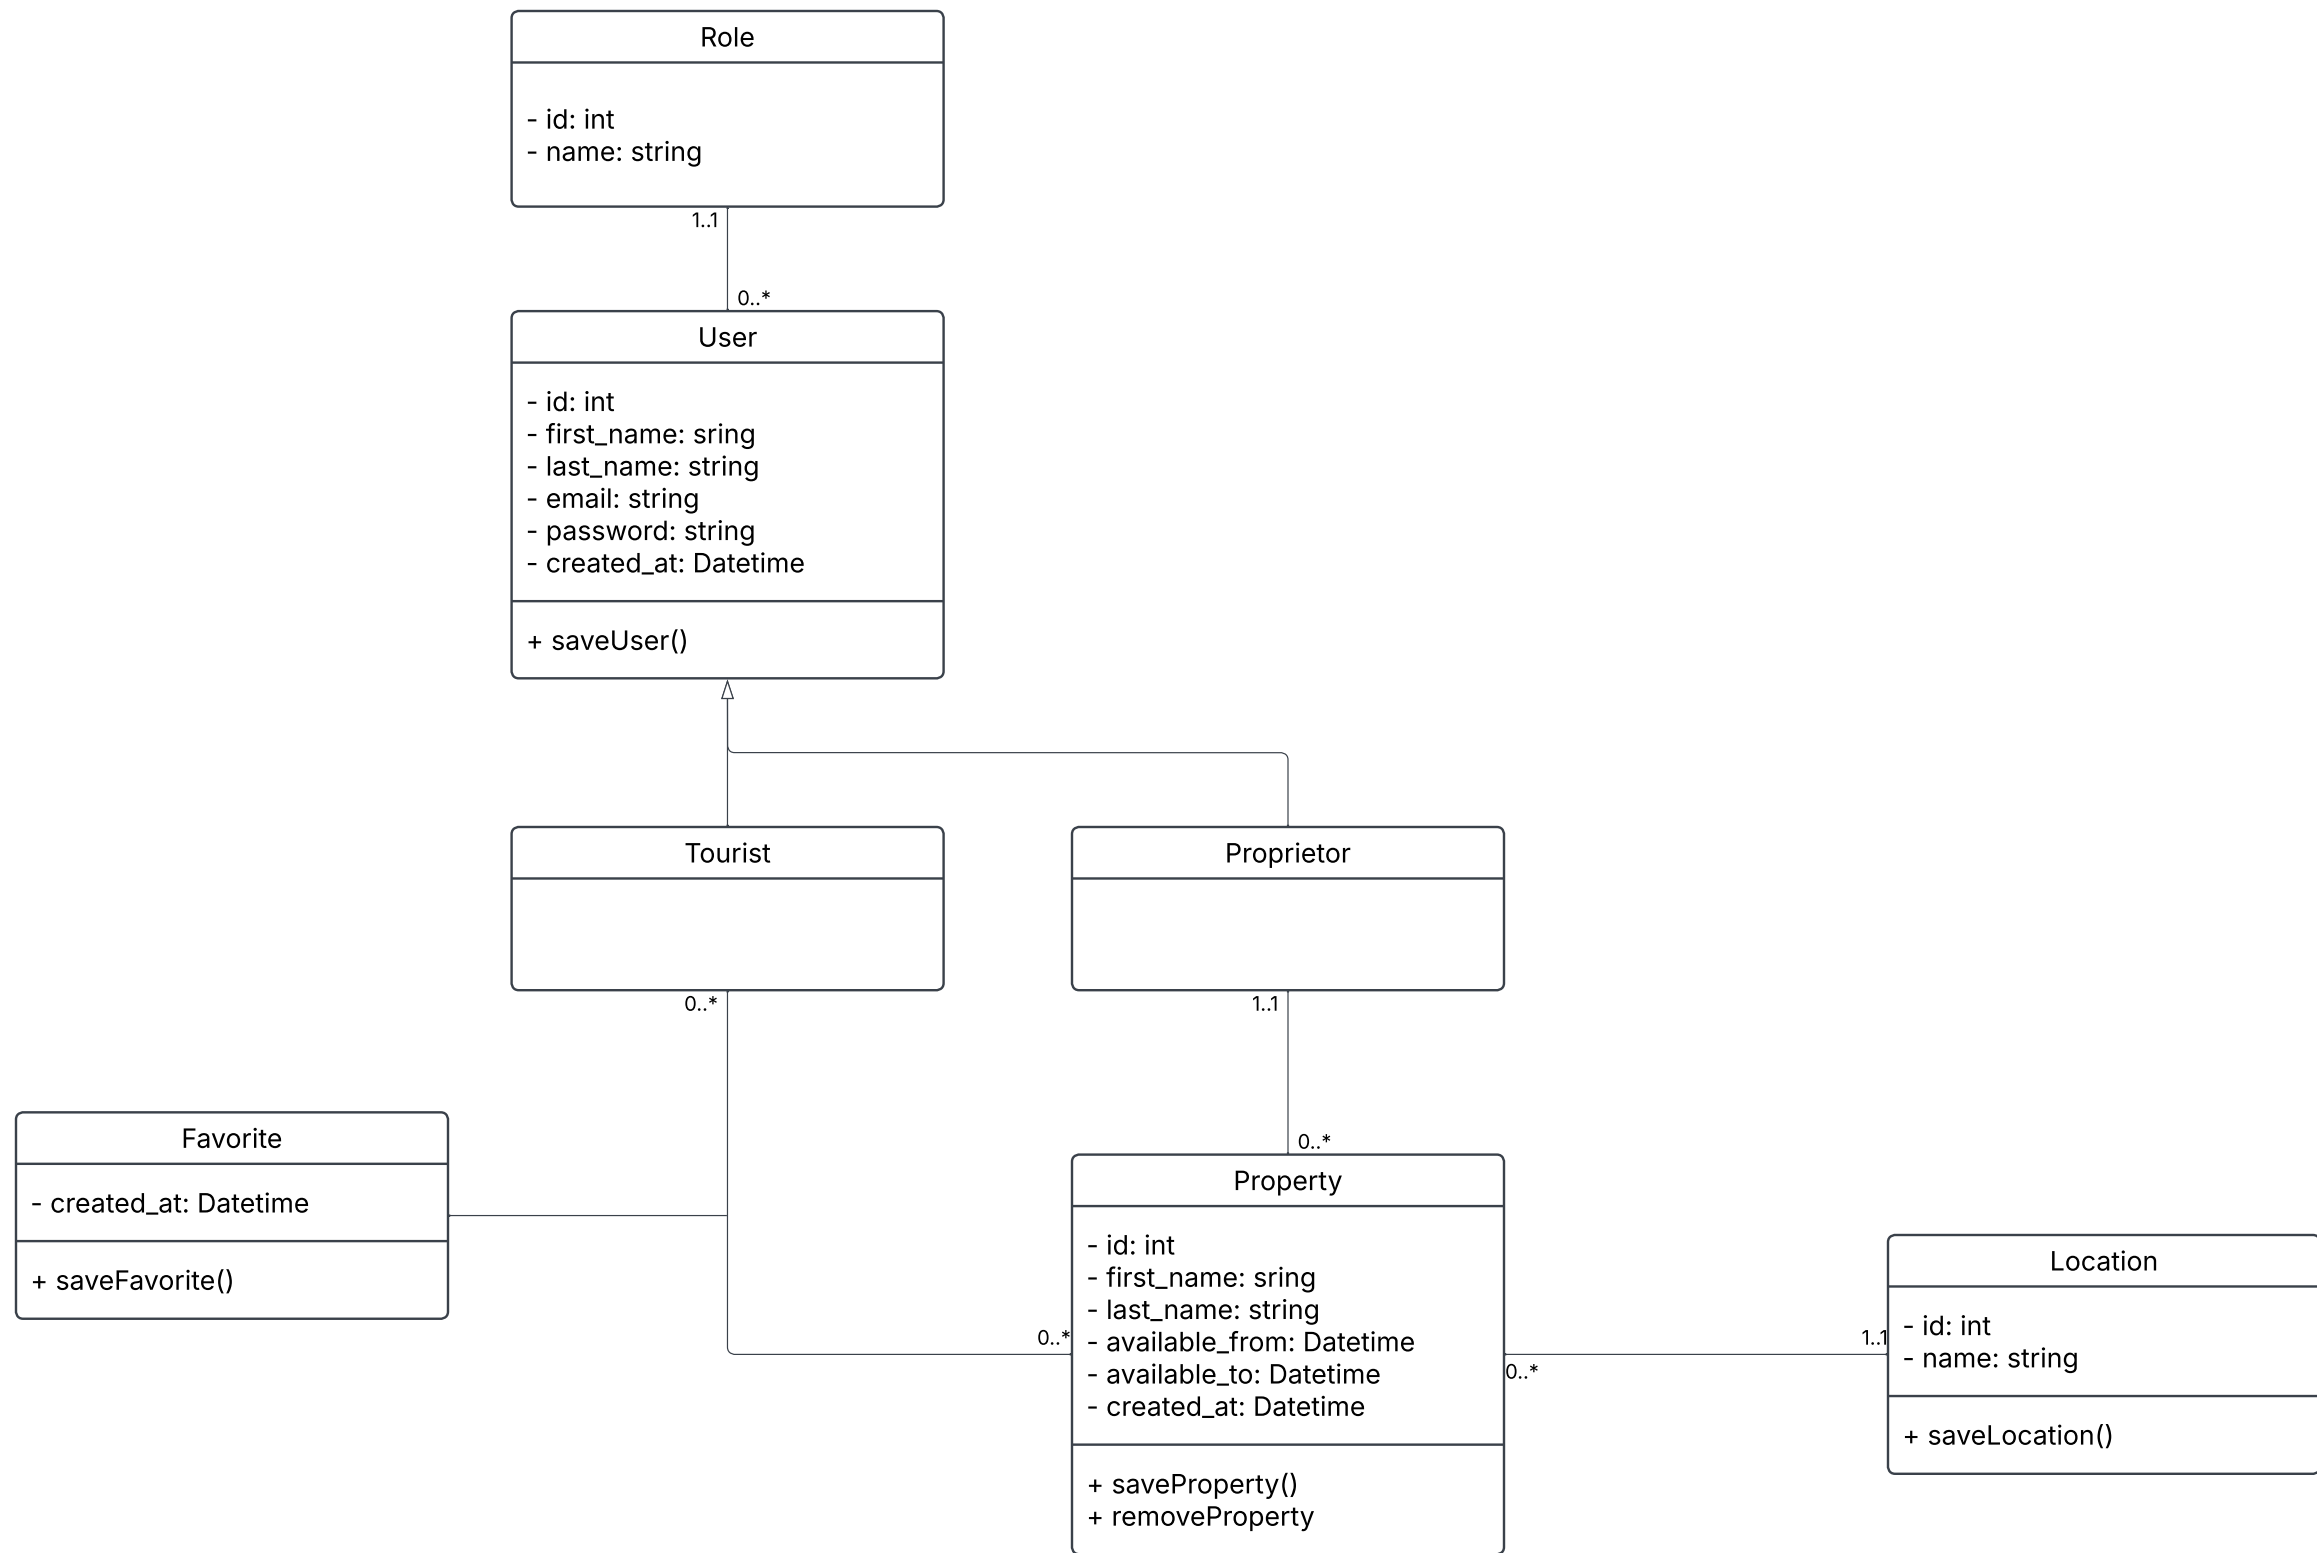 Role
- id: int
- name: string
1..1
0..*
User
- id: int
- first_name: sring
- last_name: string
- email: string
- password: string
- created_at: Datetime
+ saveUser()
Tourist
Proprietor
0..*
1..1
Favorite
- created_at: Datetime
+ saveFavorite()
0..*
Property
- id: int
- first_name: sring
- last_name: string
- available_from: Datetime
- available_to: Datetime
- created_at: Datetime
+ saveProperty()
+ removeProperty
0..*
0..*
1..1
Location
- id: int
- name: string
+ saveLocation()